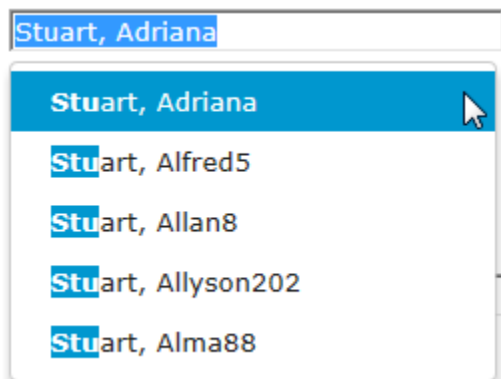 Stuart, Adriana
Stuart, Adriana
Stuart, Alfred5
Stuart, Allan8
Stuart, Allyson202
Stuart, Alma88